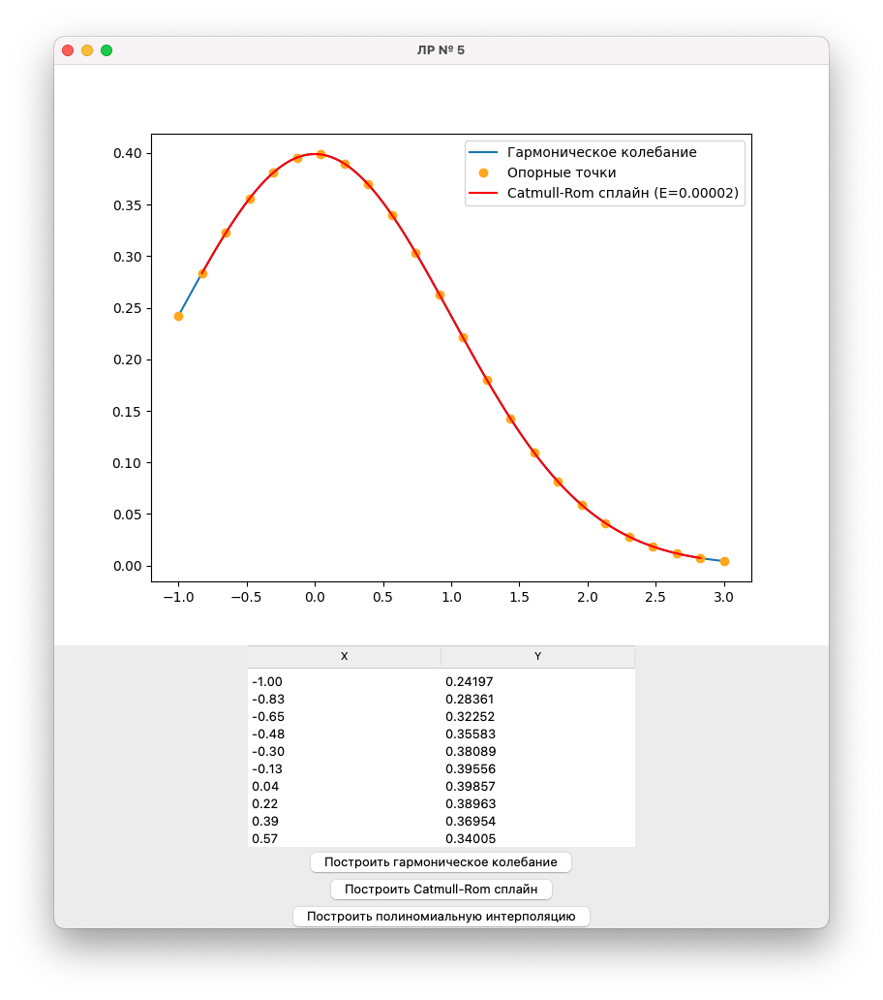 ЛР № 5
0.40
0.35
0.30
0.25
0.20
0.15
0.10
0.05
0.00
−1.0 −0.5 0.0 0.5 1.0 1.5 2.0 2.5 3.0
Гармоническое колебание
Опорные точки
Catmull-Rom сплайн (E=0.00002)
X Y
-1.00 0.24197
-0.83 0.28361
-0.65 0.32252
-0.48 0.35583
-0.30 0.38089
-0.13 0.39556
0.04 0.39857
0.22 0.38963
0.39 0.36954
0.57 0.34005
Построить гармоническое колебание
Построить Catmull-Rom сплайн
Построить полиномиальную интерполяцию